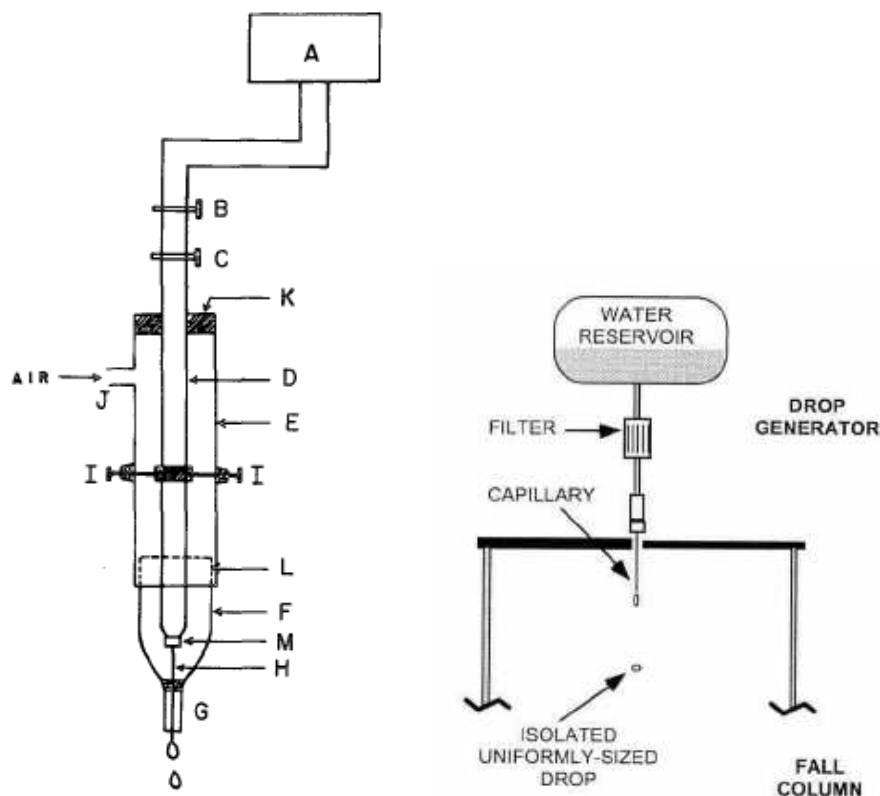 A
B
C
K
AIR
J
D
E
I
I
L
F
M
H
G
WATER
RESERVOIR
DROP
GENERATOR
FILTER
CAPILLARY
ISOLATED
UNIFORMLY-SIZED
DROP
FALL
COLUMN